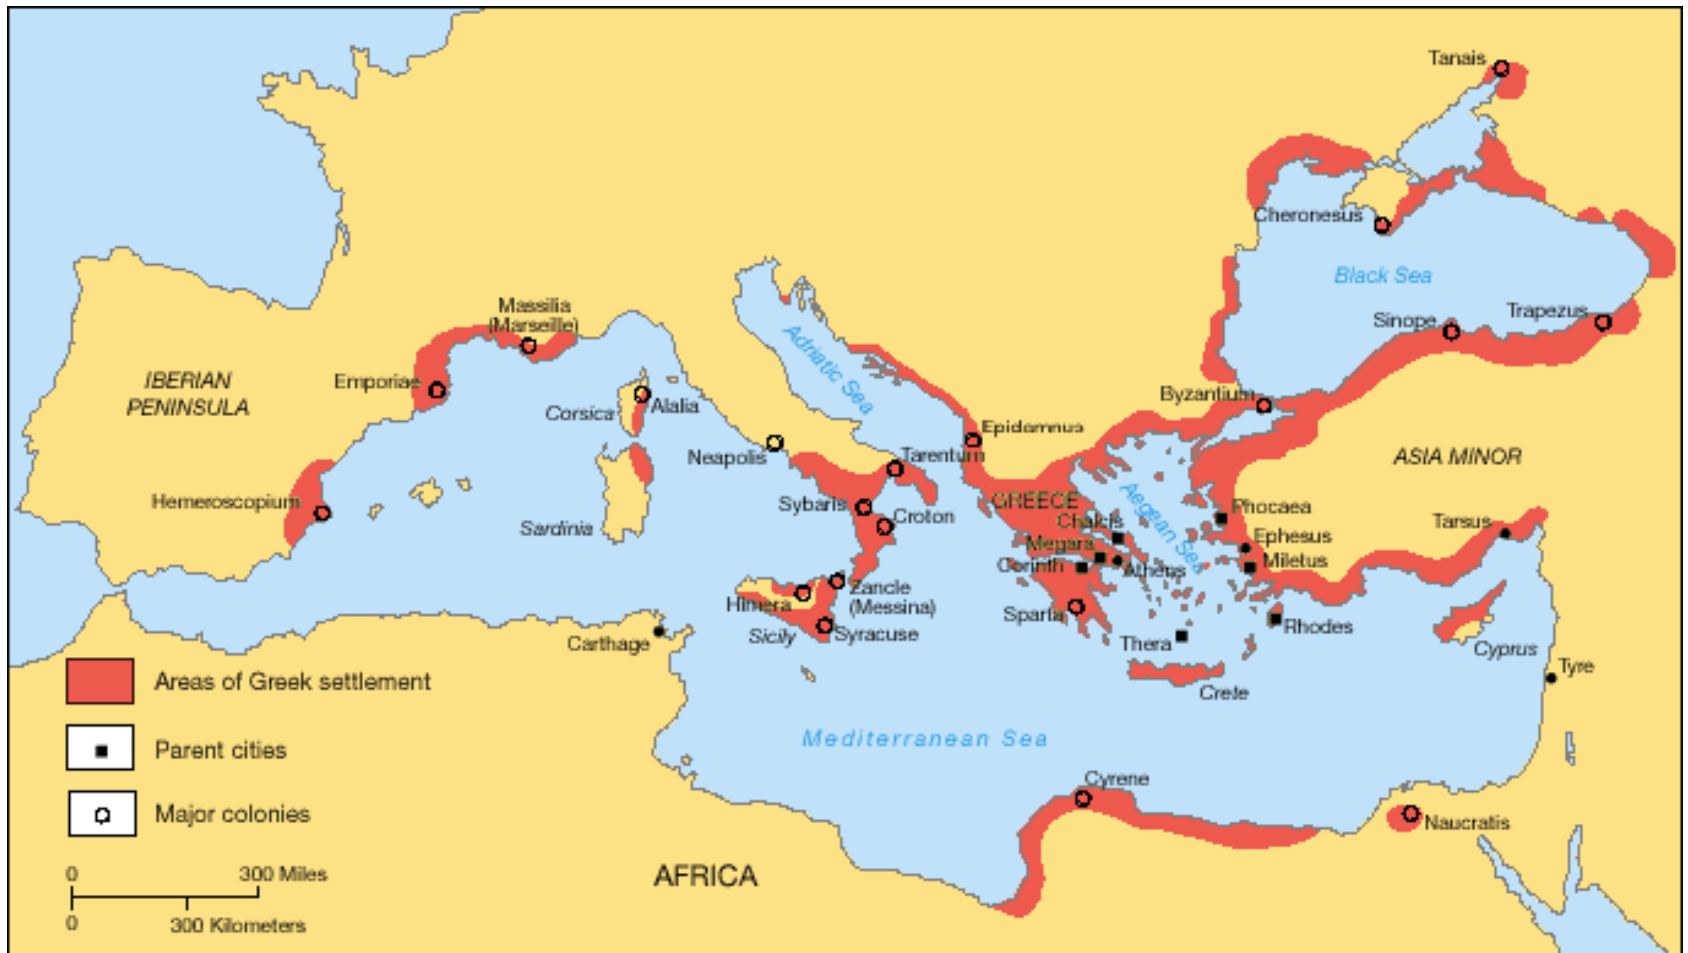 Tanais
Cheronesus
Black Sea
Massilia
(Marseille)
Trapezus
Sinope
Adriatic Sea
IBERIAN
PENINSULA
Emporiae
Corsica
Alalia
Byzantium
Epidamnus
Neapolis
Tarentum
ASIA MINOR
Hemeroscopium
Sardinia
Sybaris
Croton
GREECE
Aegean Sea
Phocaea
Chalcis
Tarsus
Ephesus
Megara
Miletus
Corinth
Athens
Himera
Zancle
(Messina)
Sparta
Sicily
Syracuse
Carthage
Thera
Rhodes
Cyprus
Tyre
Crete
Areas of Greek settlement
Mediterranean Sea
Parent cities
Cyrene
Major colonies
Naucratis
AFRICA
0
300 Miles
0
300 Kilometers